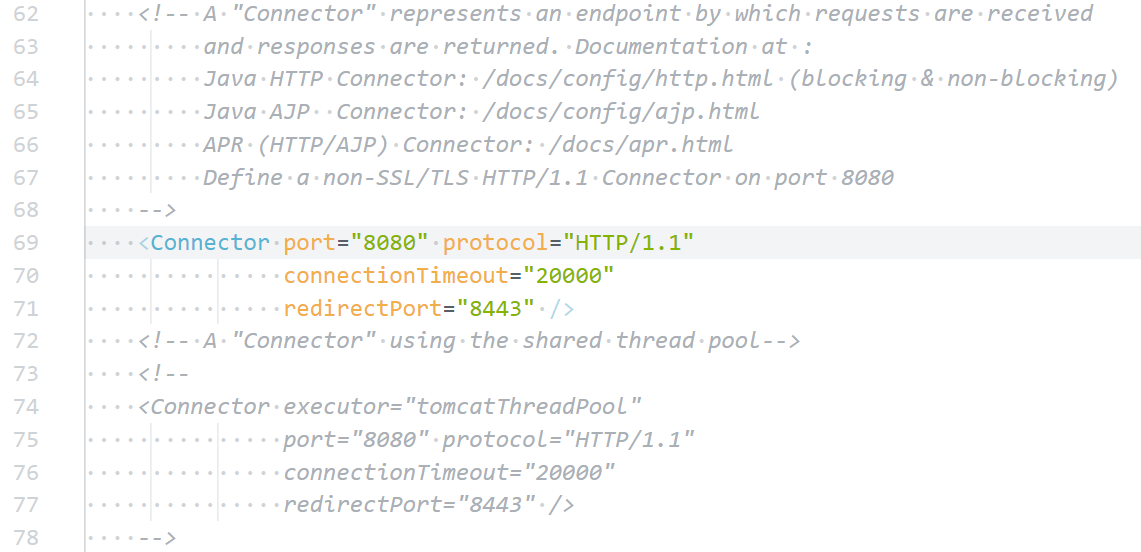 62 <!-- A "Connector" represents an endpoint by which requests are received
63 and responses are returned. Documentation at :
64 Java HTTP Connector: /docs/config/http.html (blocking & non-blocking)
65 Java AJP  Connector: /docs/config/ajp.html
66 APR (HTTP/AJP) Connector: /docs/apr.html
67 Define a non-SSL/TLS HTTP/1.1 Connector on port 8080
68 -->
69 <Connector port="8080" protocol="HTTP/1.1"
70 connectionTimeout="20000"
71 redirectPort="8443" />
72 <!-- A "Connector" using the shared thread pool-->
73 <!--
74 <Connector executor="tomcatThreadPool"
75 port="8080" protocol="HTTP/1.1"
76 connectionTimeout="20000"
77 redirectPort="8443" />
78 -->